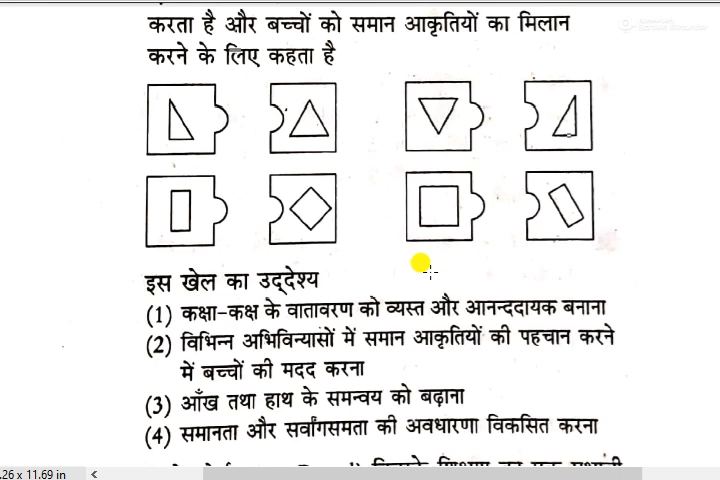 करता है और बच्चों को समान आकृतियों का मिलान
करने के लिए कहता है
इस खेल का उद्देश्य
(1) कक्षा-कक्ष के वातावरण को व्यस्त और आनन्ददायक बनाना
(2) विभिन्न अभिविन्यासों में समान आकृतियों की पहचान करने
में बच्चों की मदद करना
(3) आँख तथा हाथ के समन्वय को बढ़ाना
(4) समानता और सर्वांगसमता की अवधारणा विकसित करना
.26 x 11.69 in